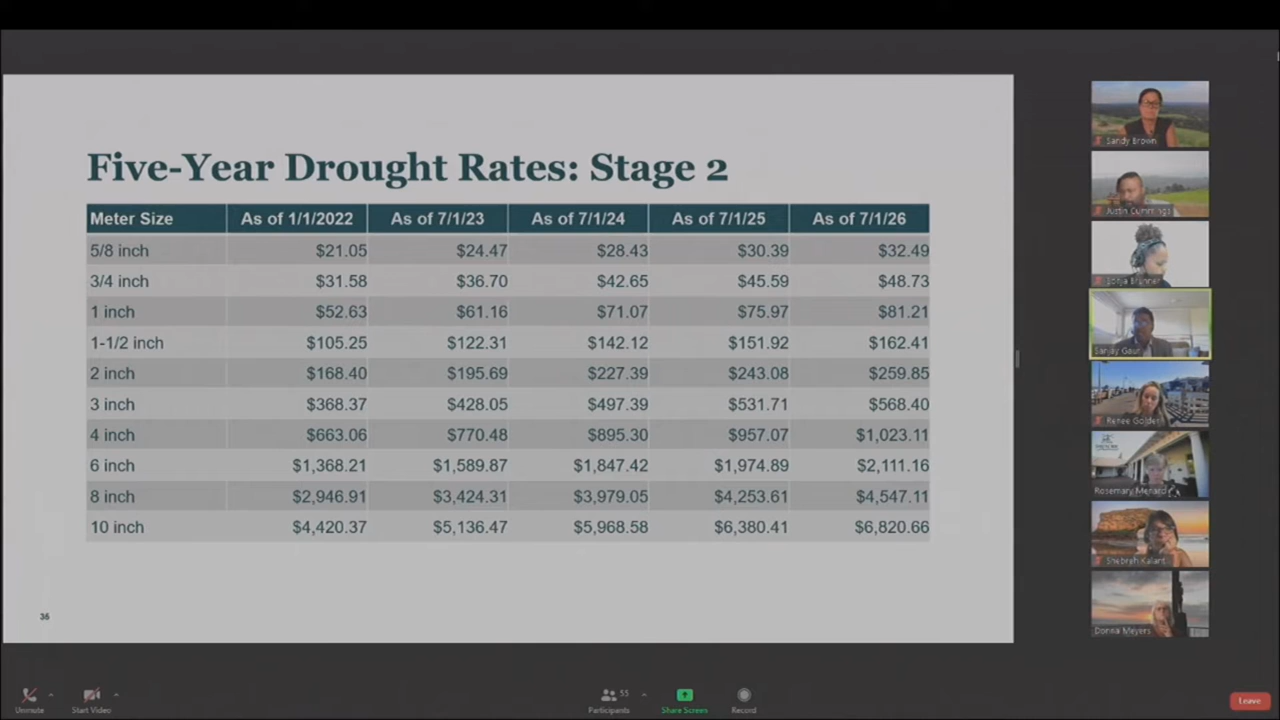 Five-Year Drought Rates: Stage 2
Meter Size As of 1/1/2022 As of 7/1/23 As of 7/1/24 As of 7/1/25 As of 7/1/26
5/8 inch $21.05 $24.47 $28.43 $30.39 $32.49
3/4 inch $31.58 $36.70 $42.65 $45.59 $48.73
1 inch $52.63 $61.16 $71.07 $75.97 $81.21
1-1/2 inch $105.25 $122.31 $142.12 $151.92 $162.41
2 inch $168.40 $195.69 $227.39 $243.08 $259.85
3 inch $368.37 $428.05 $497.39 $531.71 $568.40
4 inch $663.06 $770.48 $895.30 $957.07 $1,023.11
6 inch $1,368.21 $1,589.87 $1,847.42 $1,974.89 $2,111.16
8 inch $2,946.91 $3,424.31 $3,979.05 $4,253.61 $4,547.11
10 inch $4,420.37 $5,136.47 $5,968.58 $6,380.41 $6,820.66
36
Sandy Brown
Justin Cummings
Sonja Brunner
Sanjay Gaur
Renee Golder
Rosemary Menard
Shebreh Kalant
Donna Meyers
Unmute
Start Video
55
Participants
Share Screen
Record
Leave